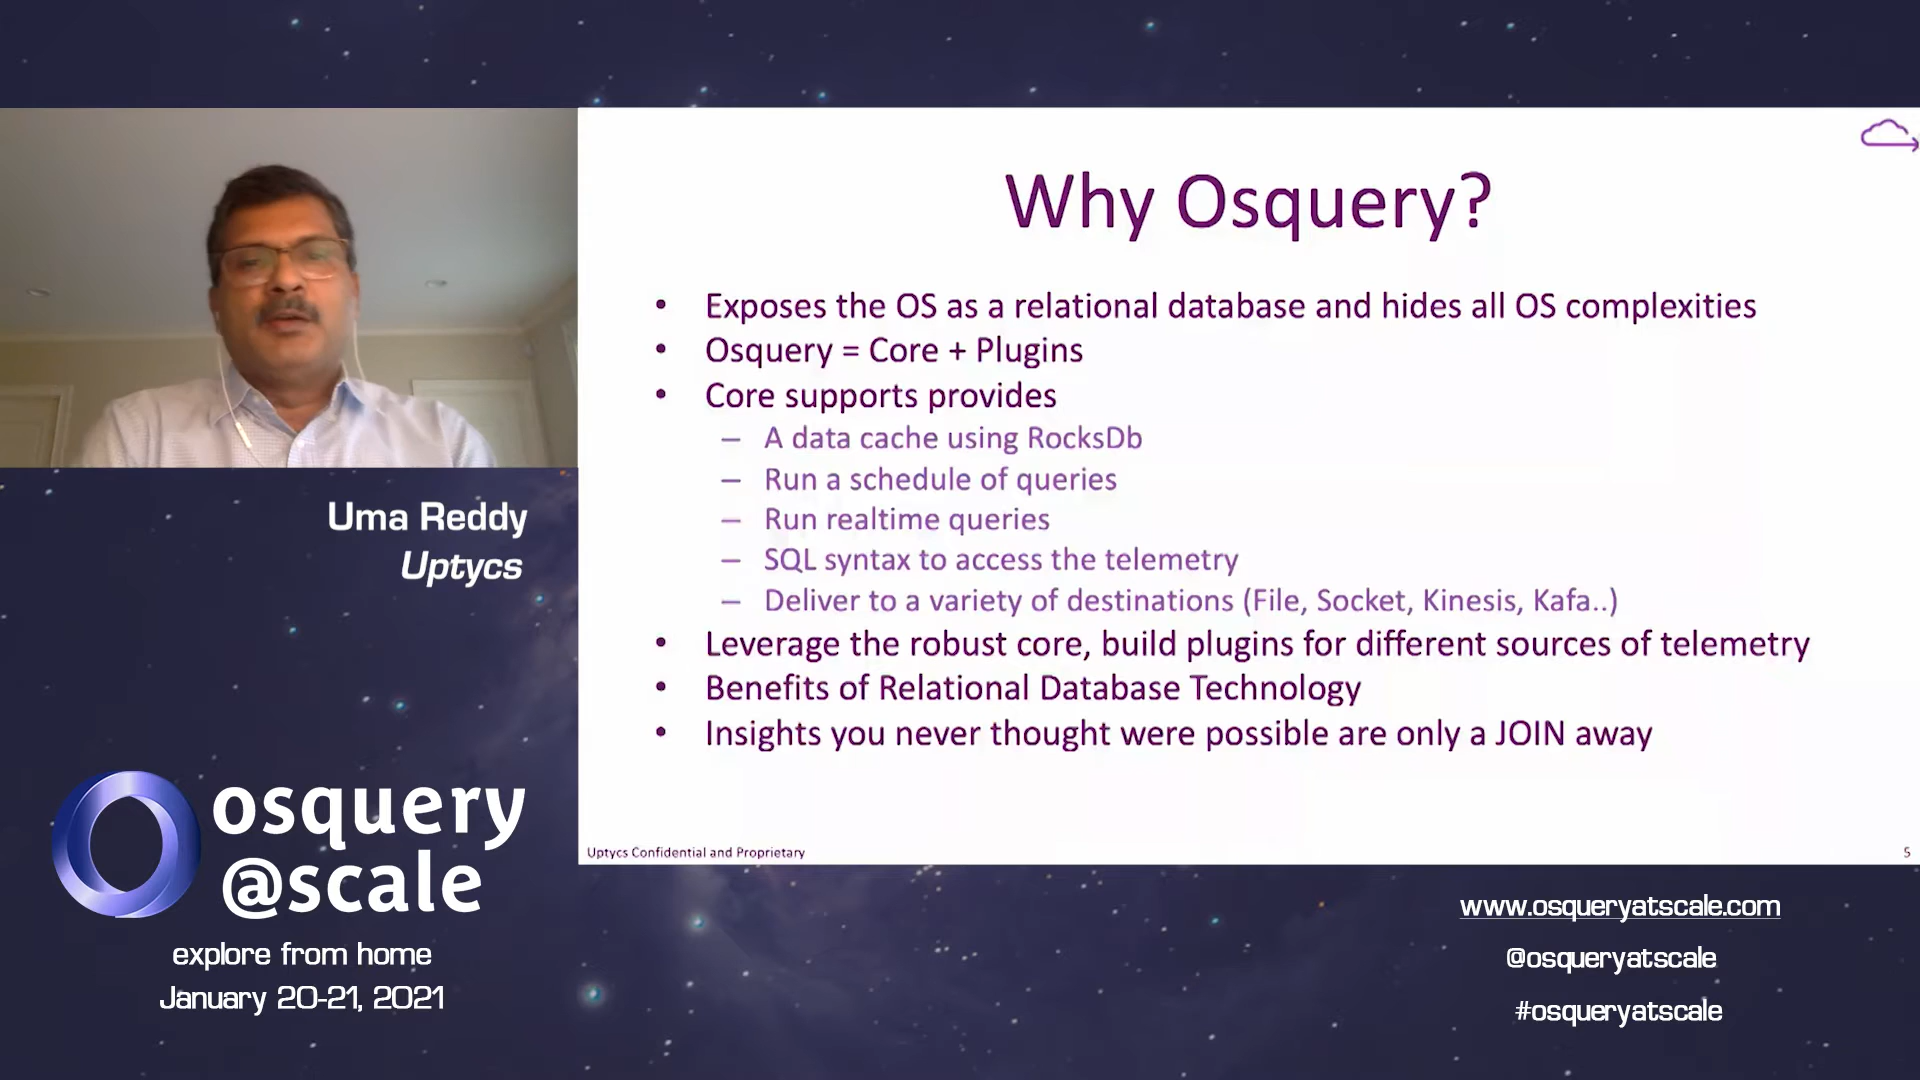 Why Osquery?
• Exposes the OS as a relational database and hides all OS complexities
• Osquery = Core + Plugins
• Core supports provides
– A data cache using RocksDb
– Run a schedule of queries
– Run realtime queries
– SQL syntax to access the telemetry
– Deliver to a variety of destinations (File, Socket, Kinesis, Kafa..)
• Leverage the robust core, build plugins for different sources of telemetry
• Benefits of Relational Database Technology
• Insights you never thought were possible are only a JOIN away
Uptycs Confidential and Proprietary
5
Uma Reddy
Uptycs
osquery
@scale
explore from home
January 20-21, 2021
www.osqueryatscale.com
@osqueryatscale
#osqueryatscale